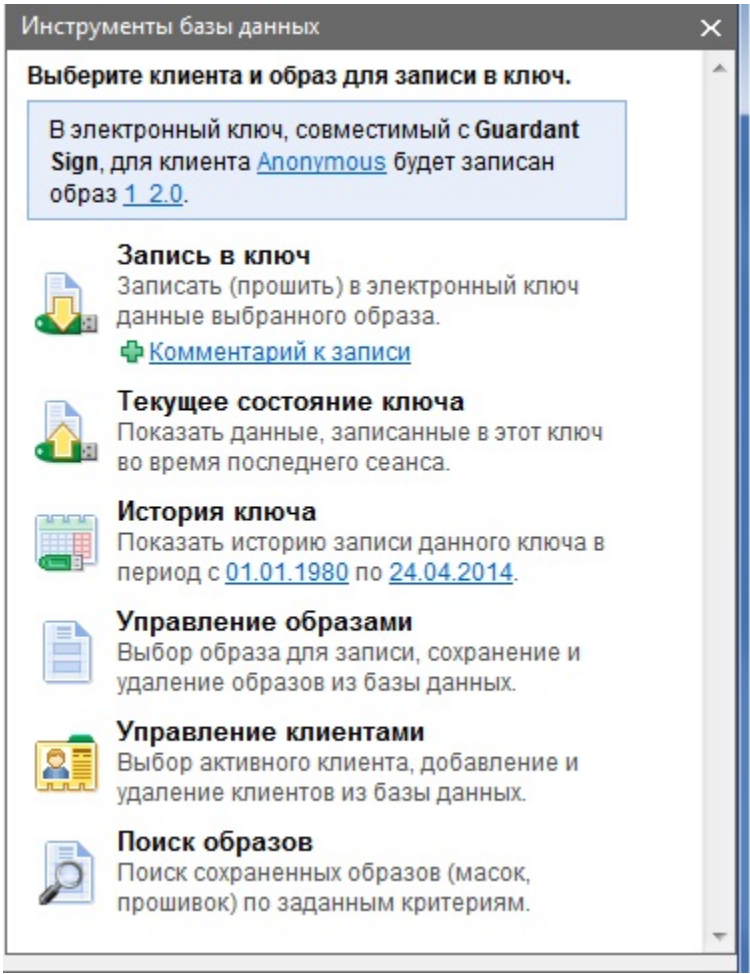 Инструменты базы данных
Выберите клиента и образ для записи в ключ.
В электронный ключ, совместимый с Guardant
Sign, для клиента Anonymous будет записан
образ 1_2.0.
Запись в ключ
Записать (прошить) в электронный ключ
данные выбранного образа.
Комментарий к записи
Текущее состояние ключа
Показать данные, записанные в этот ключ
во время последнего сеанса.
История ключа
Показать историю записи данного ключа в
период с 01.01.1980 по 24.04.2014.
Управление образами
Выбор образа для записи, сохранение и
удаление образов из базы данных.
Управление клиентами
Выбор активного клиента, добавление и
удаление клиентов из базы данных.
Поиск образов
Поиск сохраненных образов (масок,
прошивок) по заданным критериям.